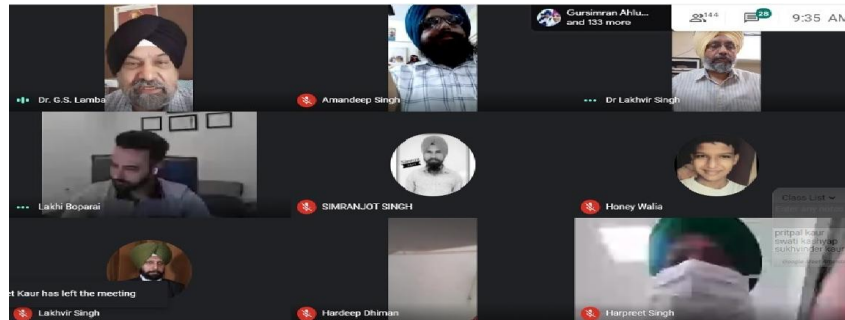 Gursimran Ahlu...
and 133 more
144
28
9:35 AM
Dr. G.S. Lamba
Amandeep Singh
Dr Lakhvir Singh
Lakhi Boparai
SIMRANJOT SINGH
Honey Walia
Class List
pritpal kaur
swati kashyap
sukhvinder kaur
et Kaur has left the meeting
Lakhvir Singh
Hardeep Dhiman
Harpreet Singh